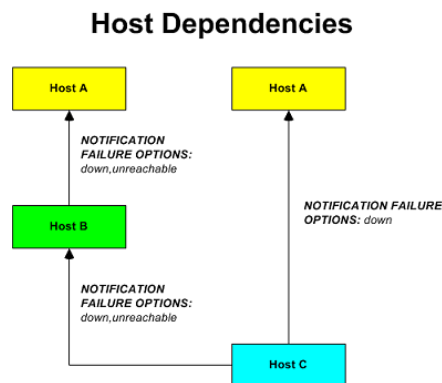 Host Dependencies
Host A
Host A
NOTIFICATION
FAILURE OPTIONS:
down,unreachable
NOTIFICATION FAILURE
OPTIONS: down
Host B
NOTIFICATION
FAILURE OPTIONS:
down,unreachable
Host C